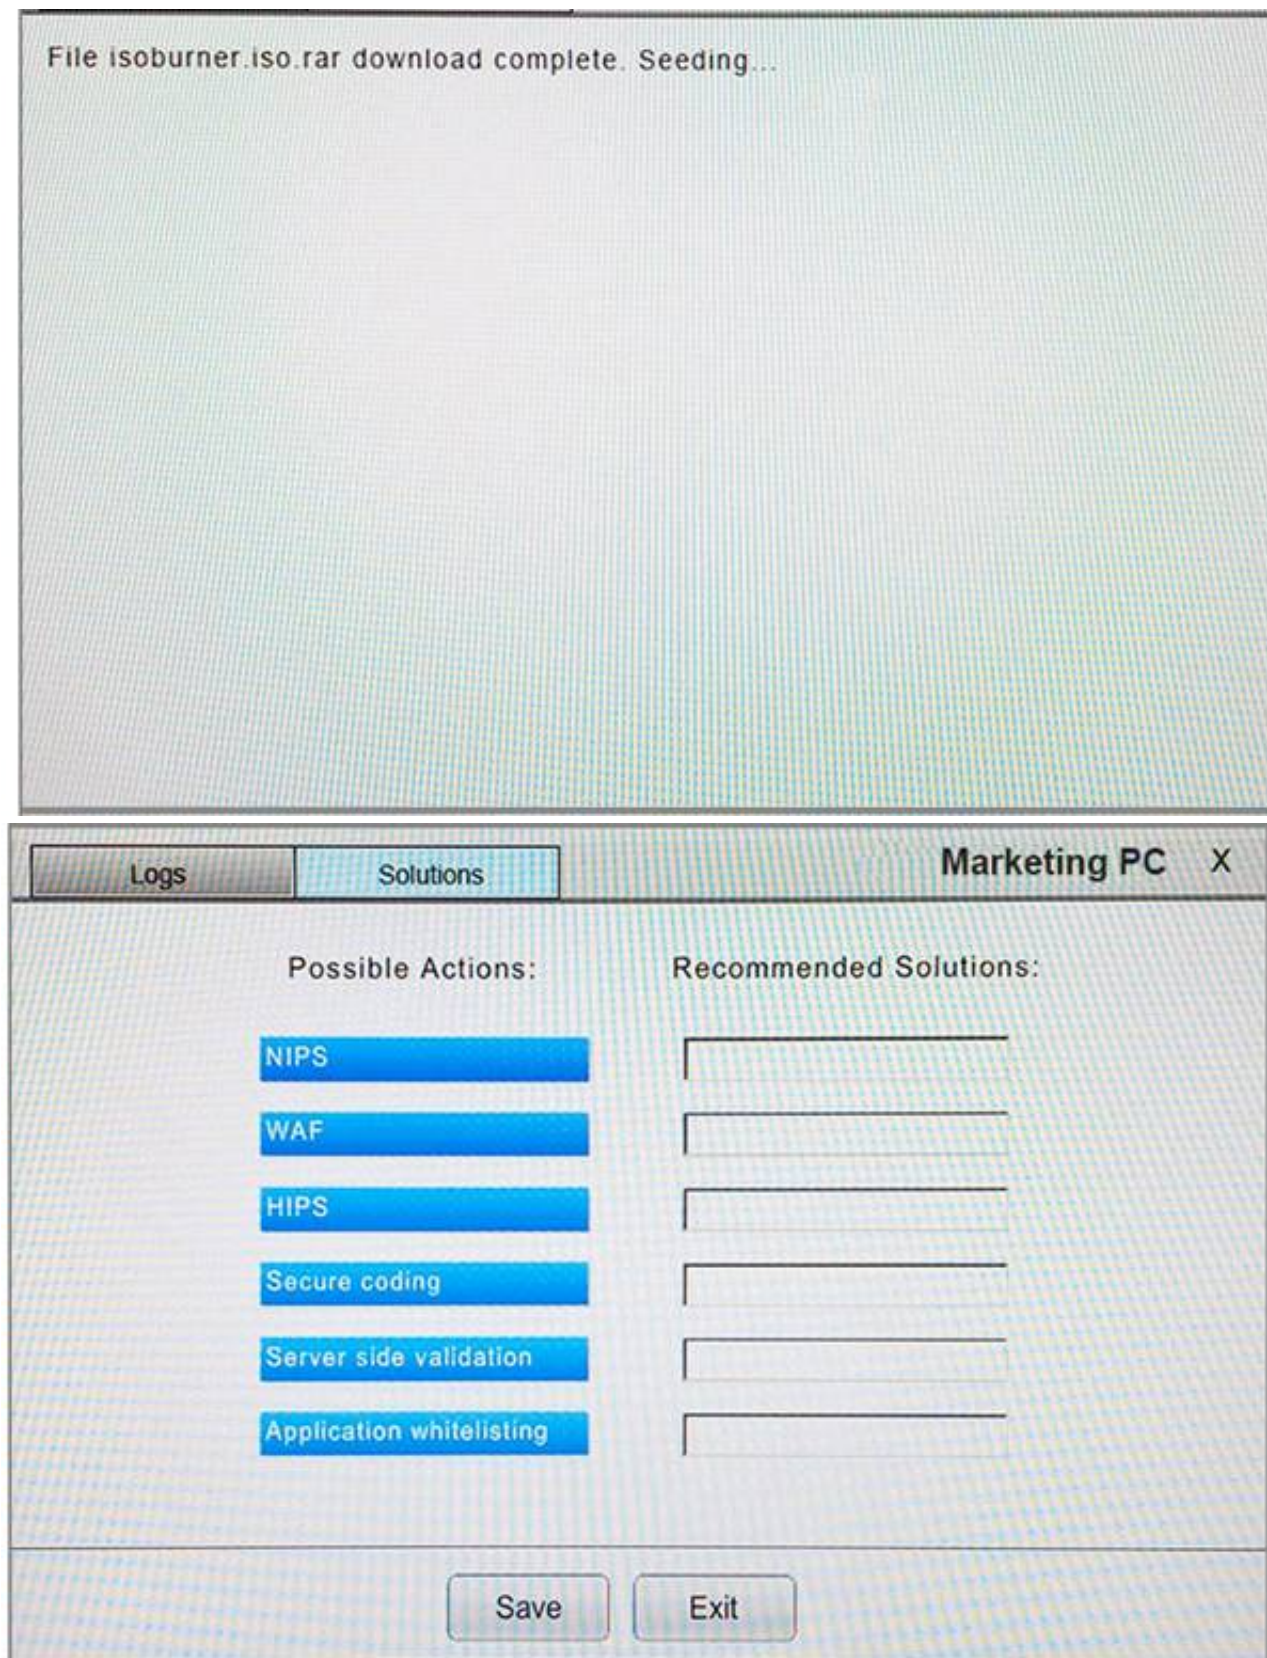 File isoburner.iso.rar download complete. Seeding...
Logs
Solutions
Marketing PC
X
Possible Actions:
Recommended Solutions:
NIPS
WAF
HIPS
Secure coding
Server side validation
Application whitelisting
Save
Exit